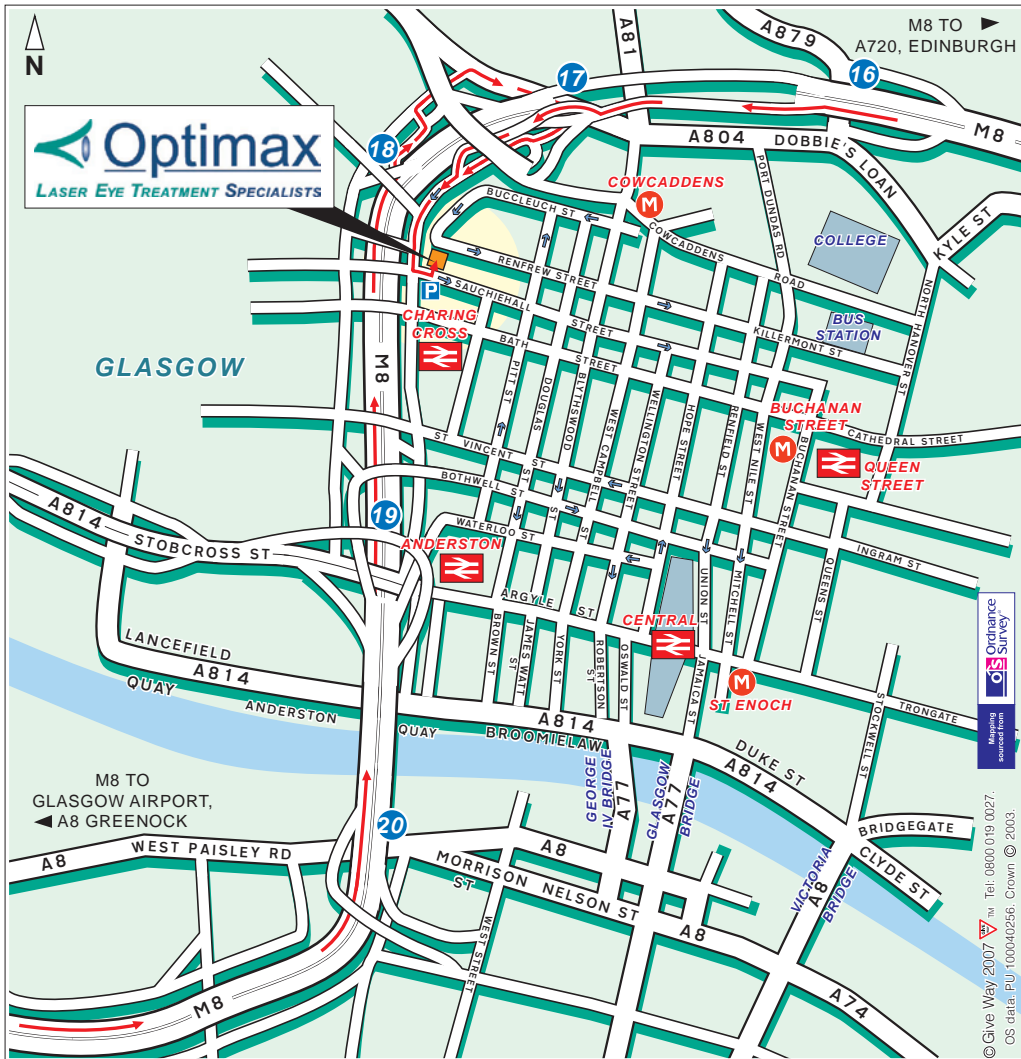 N
A81
A879
M8 TO
A720, EDINBURGH
16
17
18
M8
Optimax
LASER EYE TREATMENT SPECIALISTS
A804
DOBBIE'S LOAN
PORT DUNDAS RD
COWCADDENS
M
BUCCLEUCH ST
COWCADDENS
ROAD
COLLEGE
KYLE ST
RENFREW STREET
P
SAUCHIEHALL
STREET
NORTH HANOVER ST
BUS
STATION
KILLERMONT ST
CHARING
CROSS
BATH
STREET
GLASGOW
M8
PITT ST
DOUGLAS
ST
BLYTHSWOOD
ST
WEST CAMPBELL
ST
WELLINGTON STREET
HOPE STREET
RENFIELD ST
WEST NILE ST
BUCHANAN
STREET
M
BUCHANAN STREET
CATHEDRAL STREET
QUEEN
STREET
ST VINCENT ST
BOTHWELL ST
WATERLOO ST
A814
STOBCROSS ST
19
ANDERSTON
INGRAM ST
QUEENS ST
UNION ST
MITCHELL ST
ARGYLE ST
CENTRAL
BROWN ST
JAMES WATT
ST
YORK ST
ROBERTSON
ST
OSWALD ST
JAMAICA ST
M
ST ENOCH
STOCKWELL ST
TRONGATE
LANCEFIELD
QUAY
A814
ANDERSTON
QUAY
A814
BROOMIELAW
DUKE ST
A814
GEORGE
IV BRIDGE
A77
GLASGOW
BRIDGE
A77
M8 TO
GLASGOW AIRPORT,
A8 GREENOCK
20
A8
WEST PAISLEY RD
A8
MORRISON
ST
NELSON ST
A8
WEST STREET
VICTORIA
BRIDGE
A8
BRIDGEGATE
CLYDE ST
A74
M8
os Ordnance
Survey®
Mapping
sourced from
© Give Way 2007 ™ Tel: 0800 019 0027.
OS data: PU 100040256. Crown © 2003.